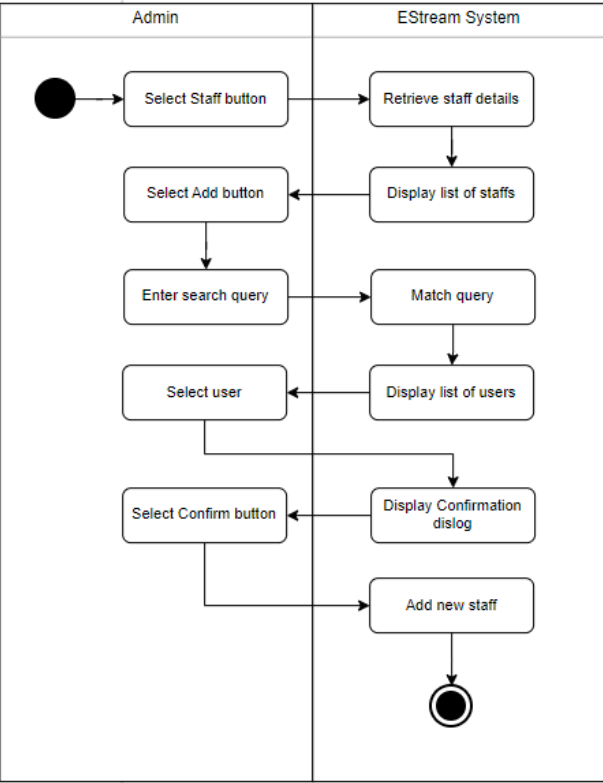 Admin
EStream System
Select Staff button
Retrieve staff details
Select Add button
Display list of staffs
Enter search query
Match query
Select user
Display list of users
Select Confirm button
Display Confirmation
dislog
Add new staff